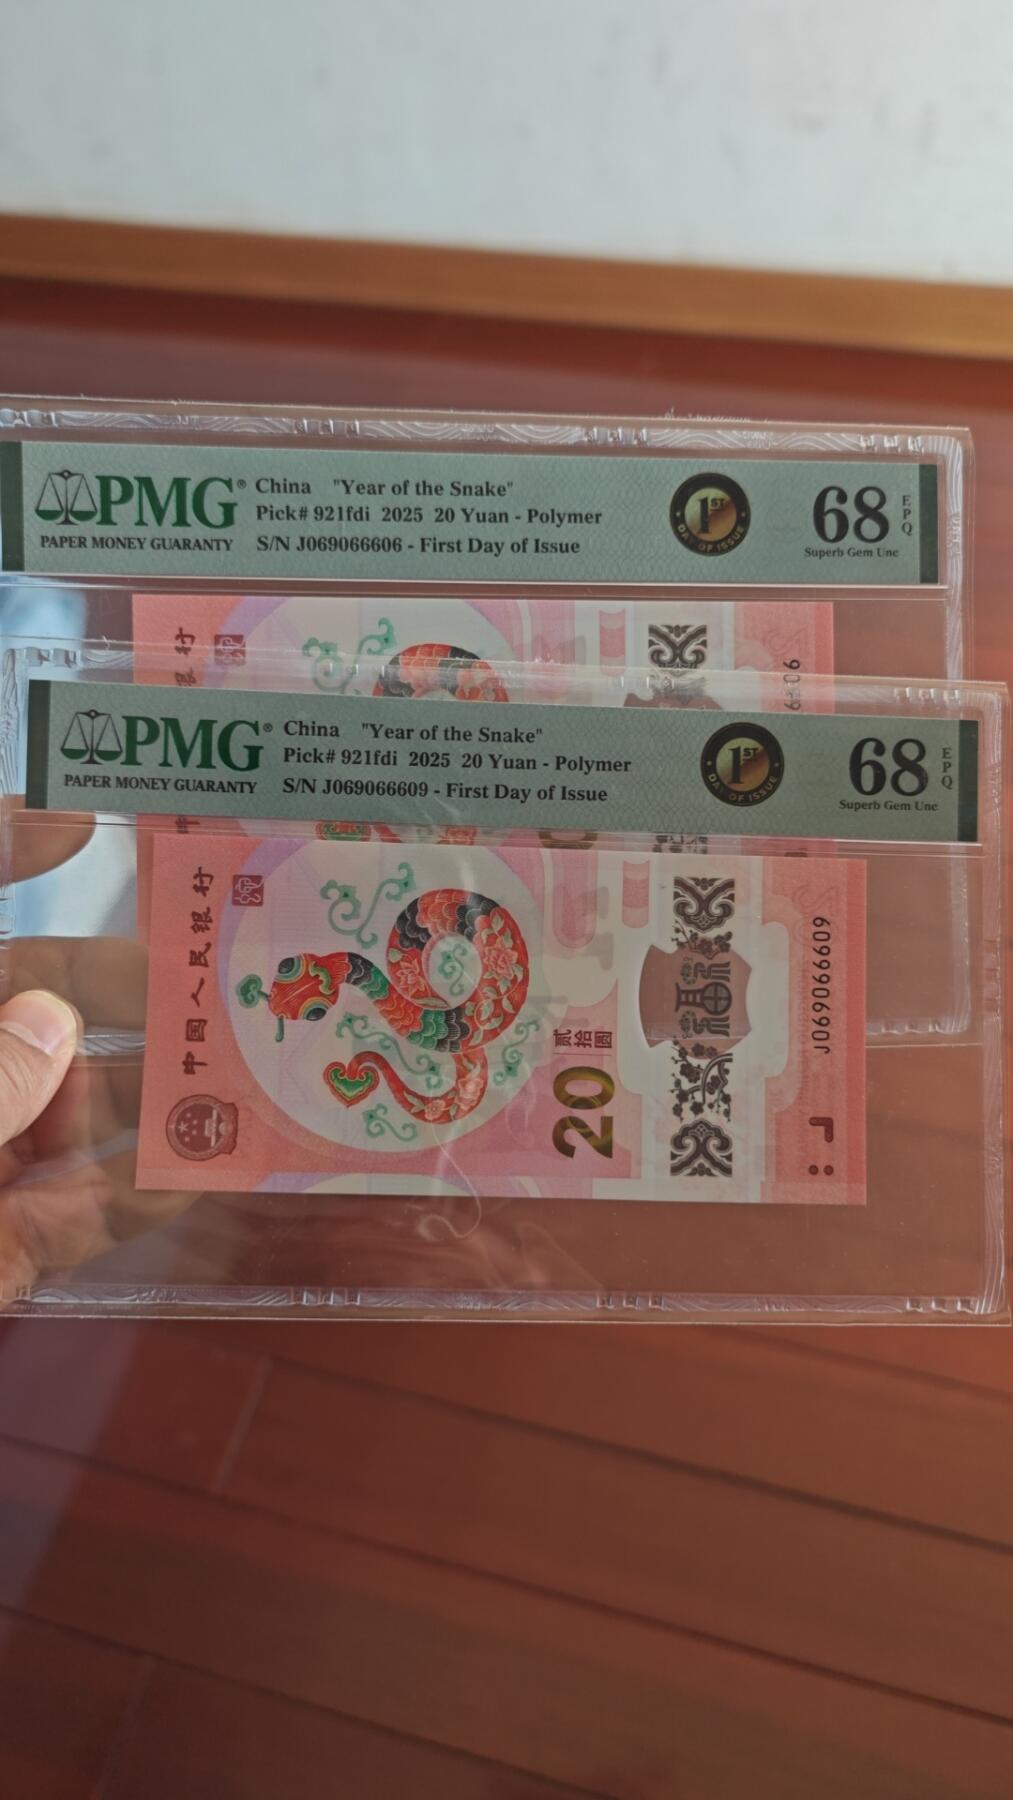 PMG®
PAPER MONEY GUARANTY
China "Year of the Snake"
Pick# 921fdi 2025 20 Yuan - Polymer
S/N J069066606 - First Day of Issue
1ST
DAY OF ISSUE
68
EPQ
Superb Gem Unc
银行
PMG®
PAPER MONEY GUARANTY
China "Year of the Snake"
Pick# 921fdi 2025 20 Yuan - Polymer
S/N J069066609 - First Day of Issue
1ST
DAY OF ISSUE
68
EPQ
Superb Gem Unc
中国人民银行
贰拾圆
20
J069066609